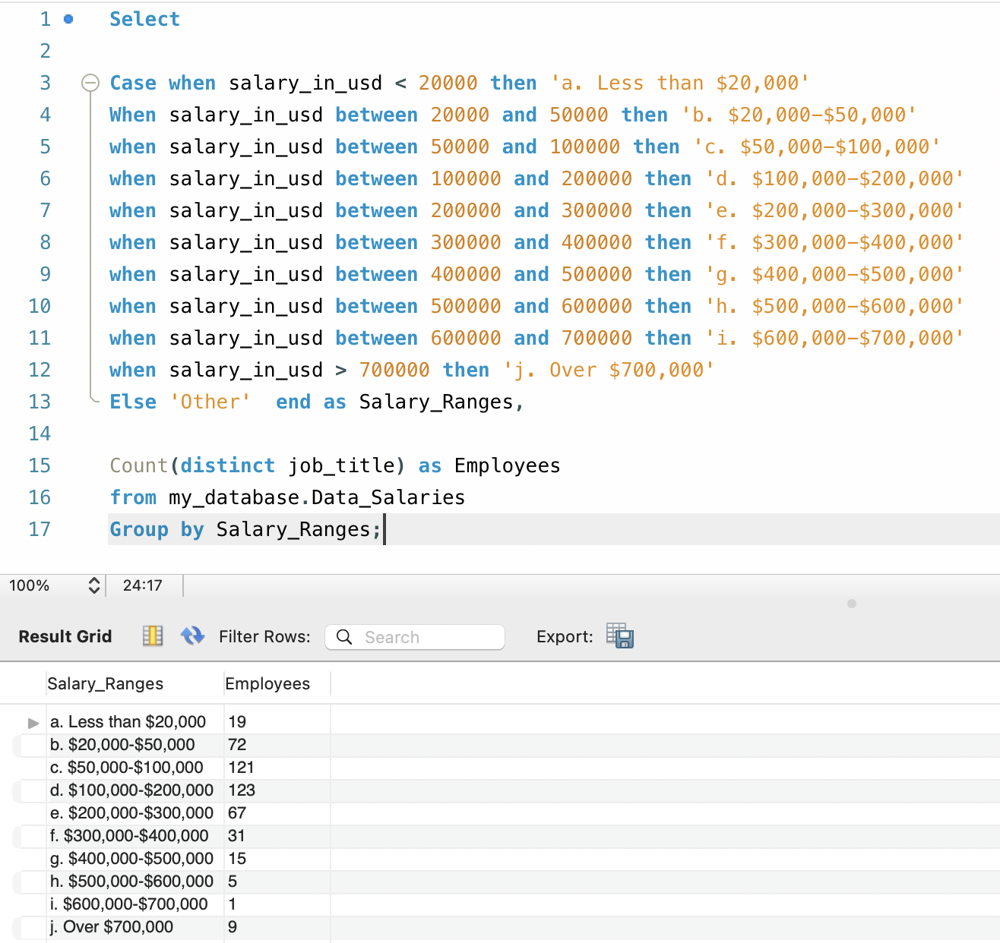 1 Select
2
3 Case when salary_in_usd < 20000 then 'a. Less than $20,000'
4 When salary_in_usd between 20000 and 50000 then 'b. $20,000-$50,000'
5 when salary_in_usd between 50000 and 100000 then 'c. $50,000-$100,000'
6 when salary_in_usd between 100000 and 200000 then 'd. $100,000-$200,000'
7 when salary_in_usd between 200000 and 300000 then 'e. $200,000-$300,000'
8 when salary_in_usd between 300000 and 400000 then 'f. $300,000-$400,000'
9 when salary_in_usd between 400000 and 500000 then 'g. $400,000-$500,000'
10 when salary_in_usd between 500000 and 600000 then 'h. $500,000-$600,000'
11 when salary_in_usd between 600000 and 700000 then 'i. $600,000-$700,000'
12 when salary_in_usd > 700000 then 'j. Over $700,000'
13 Else 'Other'  end as Salary_Ranges,
14
15 Count(distinct job_title) as Employees
16 from my_database.Data_Salaries
17 Group by Salary_Ranges;
100% 24:17
Result Grid Filter Rows: Search Export:
Salary_Ranges Employees
a. Less than $20,000 19
b. $20,000-$50,000 72
c. $50,000-$100,000 121
d. $100,000-$200,000 123
e. $200,000-$300,000 67
f. $300,000-$400,000 31
g. $400,000-$500,000 15
h. $500,000-$600,000 5
i. $600,000-$700,000 1
j. Over $700,000 9